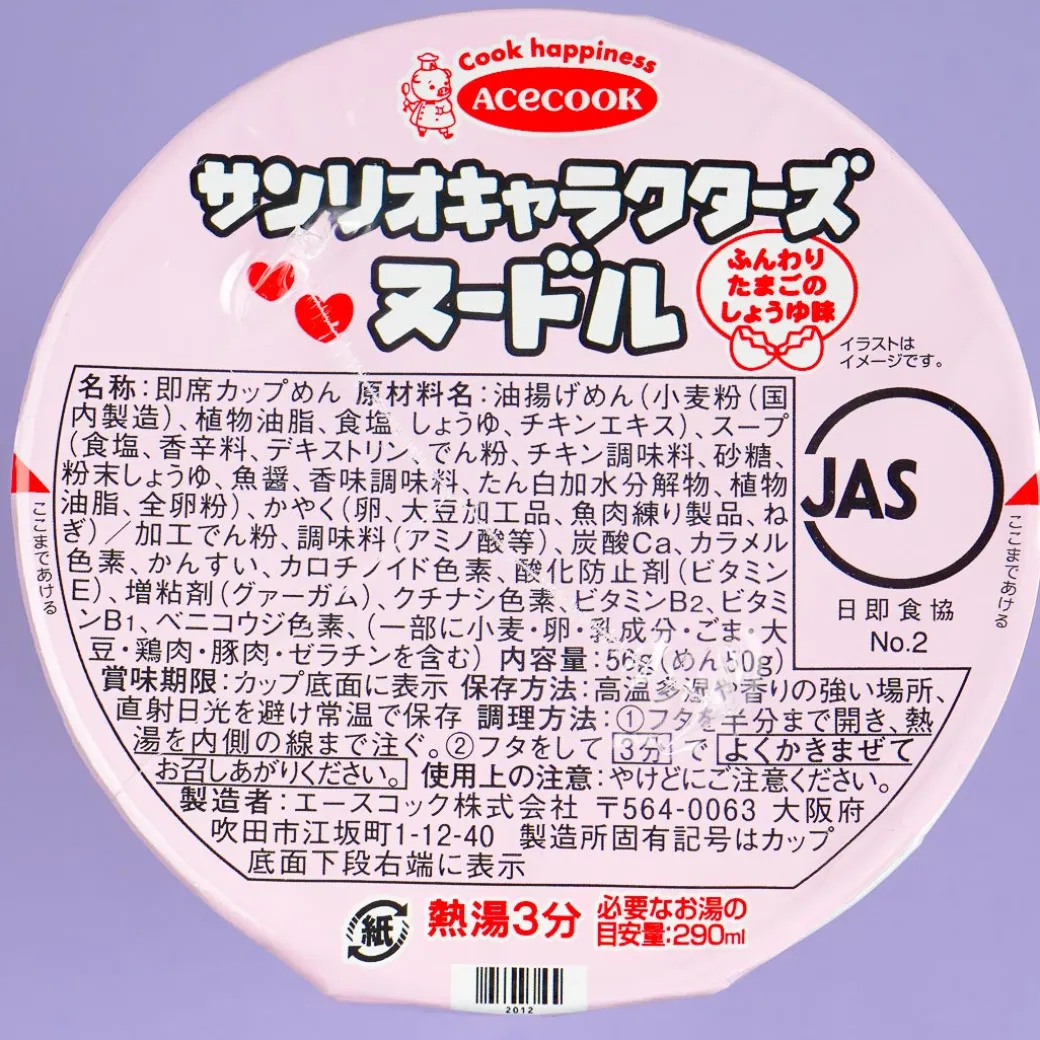 Cook happiness
ACECOOK
サンリオキャラクターズ
ヌードル
ふんわり
たまごの
しょうゆ味
イラストは
イメージです。
名称:即席カップめん 原材料名:油揚げめん(小麦粉(国
内製造)、植物油脂、食塩、しょうゆ、チキンエキス)、スープ
(食塩、香辛料、デキストリン、でん粉、チキン調味料、砂糖、
粉末しょうゆ、魚醤、香味調味料、たん白加水分解物、植物
油脂、全卵粉)、かやく(卵、大豆加工品、魚肉練り製品、ね
ぎ)/加工でん粉、調味料(アミノ酸等)、炭酸Ca、カラメル
色素、かんすい、カロチノイド色素、酸化防止剤(ビタミン
E)、増粘剤(グァーガム)、クチナシ色素、ビタミンB2、ビタミ
ンB1、ベニコウジ色素、(一部に小麦・卵・乳成分・ごま・大
豆・鶏肉・豚肉・ゼラチンを含む) 内容量:56g(めん50g)
賞味期限:カップ底面に表示 保存方法:高温多湿や香りの強い場所、
直射日光を避け常温で保存 調理方法:①フタを半分まで開き、熱
湯を内側の線まで注ぐ。②フタをして3分でよくかきまぜて
お召しあがりください。 使用上の注意:やけどにご注意ください。
製造者:エースコック株式会社 〒564-0063 大阪府
吹田市江坂町1-12-40 製造所固有記号はカップ
底面下段右端に表示
JAS
日即食協
No.2
ここまであける
ここまであける
紙
熱湯3分
必要なお湯の
目安量:290ml
2012